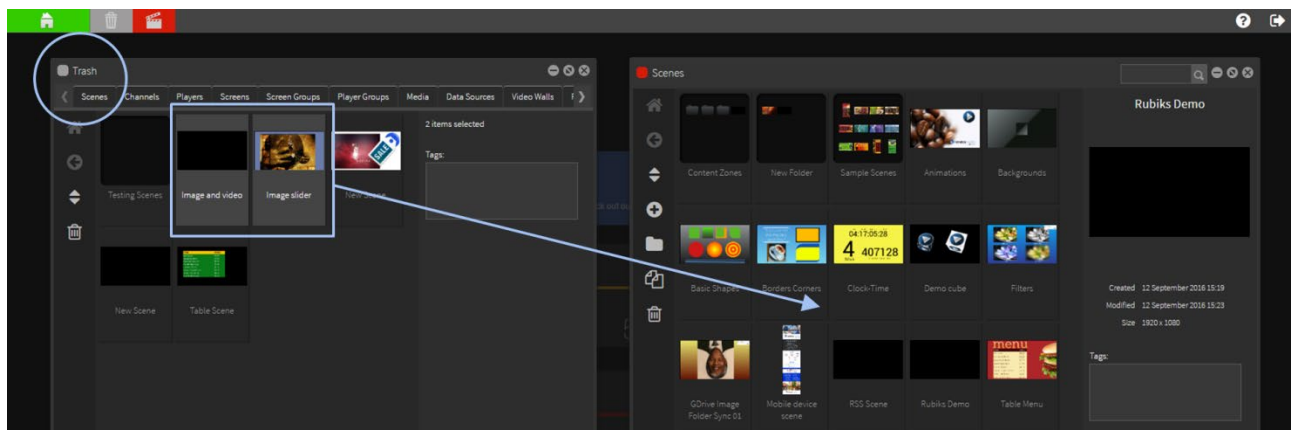 Trash
Scenes
Channels
Players
Screens
Screen Groups
Player Groups
Media
Data Sources
Video Walls
2 items selected
Tags:
Testing Scenes
Image and video
Image slider
New Scene
New Scene
Table Scene
SALE
Scenes
Rubiks Demo
Content Zones
New Folder
Sample Scenes
Animations
Backgrounds
04:17:05:28
4 407128
Basic Shapes
Borders Corners
Clock-Time
Demo cube
Filters
Created 12 September 2016 15:19
Modified 12 September 2016 15:23
Size 1920 x 1080
Tags:
menu
GDrive Image
Folder Sync 01
Mobile device
scene
RSS Scene
Rubiks Demo
Table Menu